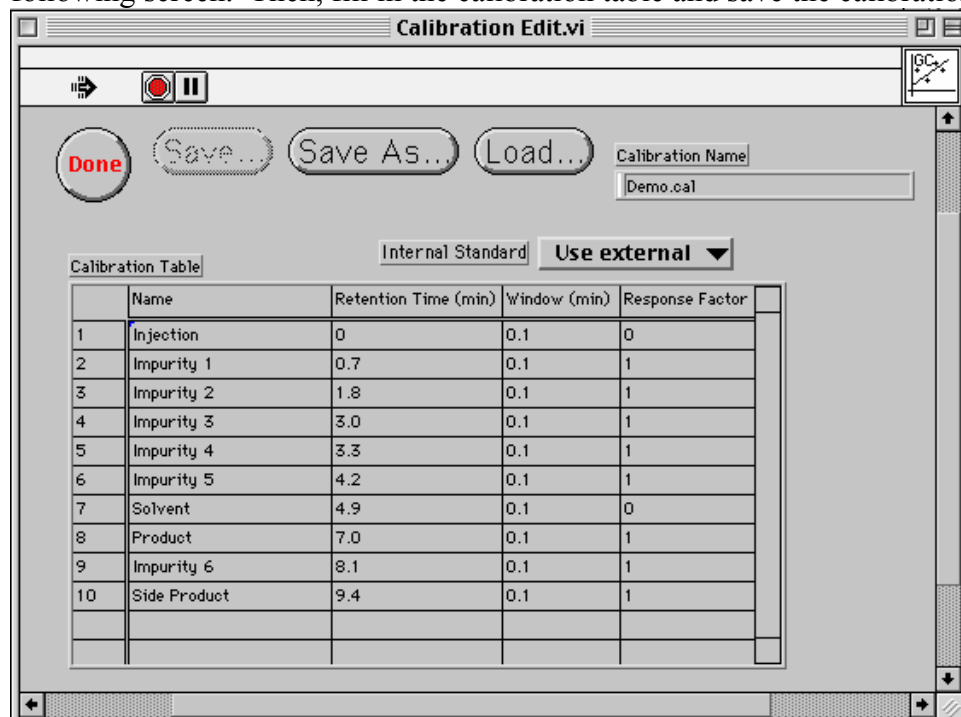 following screen. Then, fill in the calibration table and save the calibration
Calibration Edit.vi
GC
Done
Save...
Save As...
Load...
Calibration Name
Demo.cal
Internal Standard
Use external
Calibration Table
Name Retention Time (min) Window (min) Response Factor
1 Injection 0 0.1 0
2 Impurity 1 0.7 0.1 1
3 Impurity 2 1.8 0.1 1
4 Impurity 3 3.0 0.1 1
5 Impurity 4 3.3 0.1 1
6 Impurity 5 4.2 0.1 1
7 Solvent 4.9 0.1 0
8 Product 7.0 0.1 1
9 Impurity 6 8.1 0.1 1
10 Side Product 9.4 0.1 1